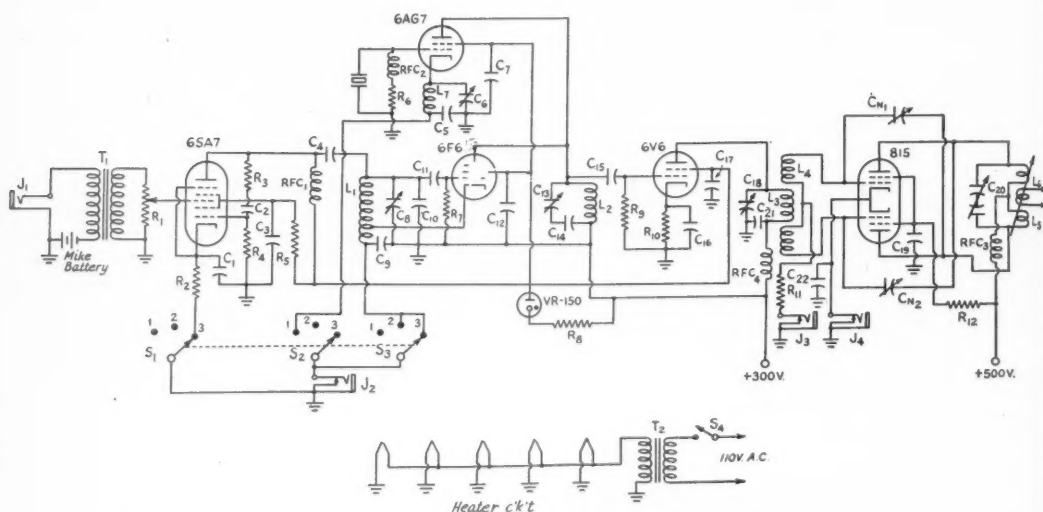 6AG7
RFC2
R6
L7
C5
C6
C7
6SA7
C4
6F6
C15
6V6
C17
CN1
815
J1
T1
R1
Mike
Battery
R3
C2
C3
R4
R5
C1
R2
RFC1
L1
C8
C10
C11
R7
C9
C12
C13
C14
L2
R9
R10
C16
C18
L3
C21
RFC4
L4
R11
C22
C19
CN2
C20
L6
L5
RFC3
R12
VR-150
R8
1 2 3
S1
1 2 3
S2
S3
J2
J3
J4
+300V.
+500V.
T2
S4
110V. A.C.
Heater c'k't